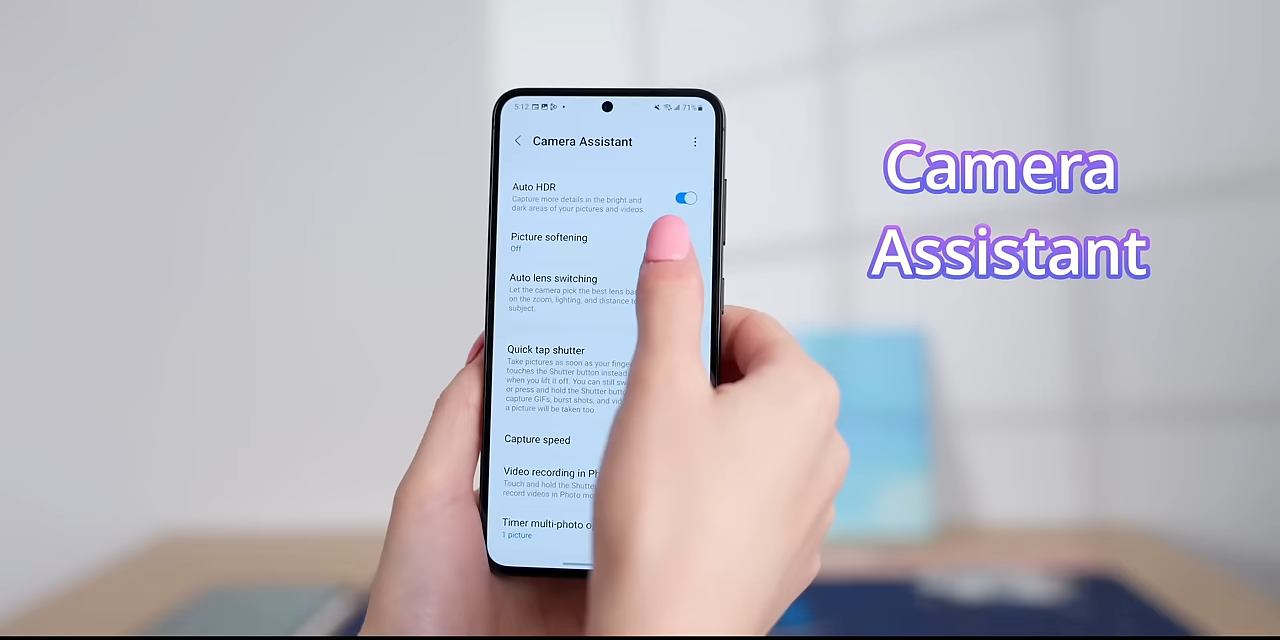 5:12
71%
Camera Assistant
Auto HDR
Capture more details in the bright and
dark areas of your pictures and videos.
Picture softening
Off
Auto lens switching
Let the camera pick the best lens
on the zoom, lighting, and distance
subject.
Quick tap shutter
Take pictures as soon as your
touches the Shutter button instead
when you lift it off. You can still
or press and hold the Shutter
capture GIFs, burst shots, and
a picture will be taken too.
Capture speed
Video recording in
Touch and hold the
record videos in Photo
Timer multi-photo
1 picture
Camera
Assistant